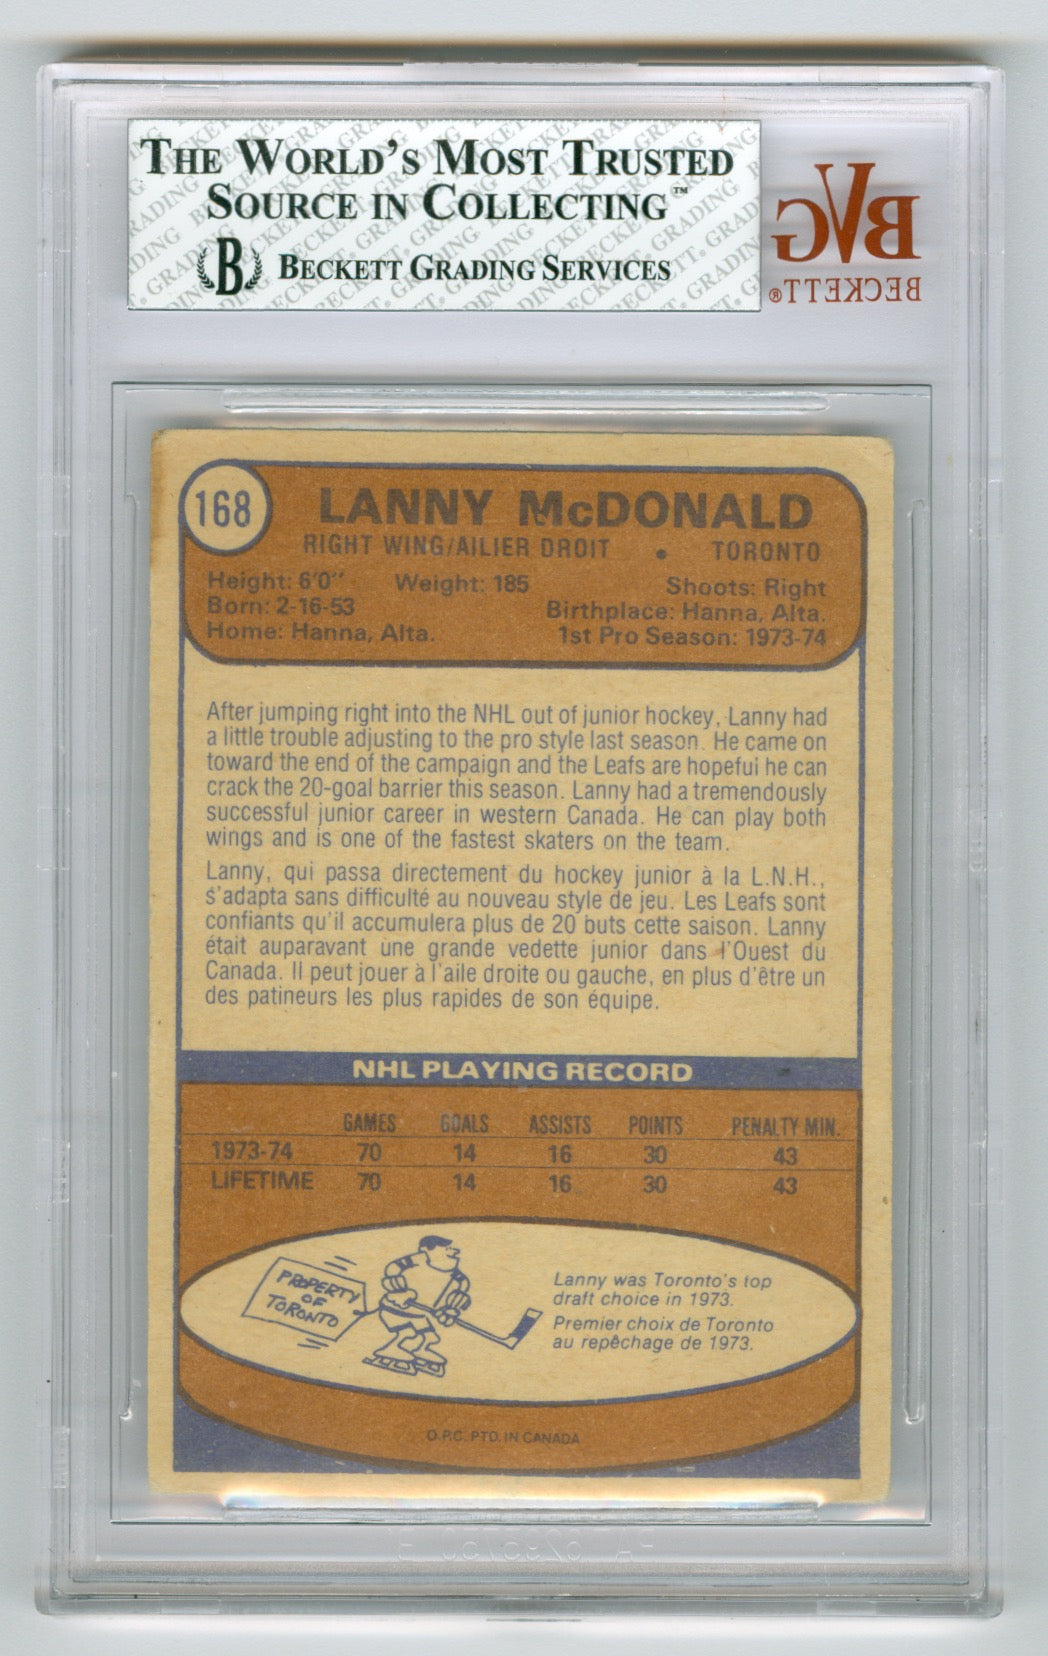 THE WORLD'S MOST TRUSTED
SOURCE IN COLLECTING™
B BECKETT GRADING SERVICES
BVG
BECKETT®
168
LANNY McDONALD
RIGHT WING/AILIER DROIT • TORONTO
Height: 6'0" Weight: 185 Shoots: Right
Born: 2-16-53 Birthplace: Hanna, Alta.
Home: Hanna, Alta. 1st Pro Season: 1973-74
After jumping right into the NHL out of junior hockey, Lanny had
a little trouble adjusting to the pro style last season. He came on
toward the end of the campaign and the Leafs are hopeful he can
crack the 20-goal barrier this season. Lanny had a tremendously
successful junior career in western Canada. He can play both
wings and is one of the fastest skaters on the team.
Lanny, qui passa directement du hockey junior à la L.N.H.,
s'adapta sans difficulté au nouveau style de jeu. Les Leafs sont
confiants qu'il accumulera plus de 20 buts cette saison. Lanny
était auparavant une grande vedette junior dans l'Ouest du
Canada. Il peut jouer à l'aile droite ou gauche, en plus d'être un
des patineurs les plus rapides de son équipe.
NHL PLAYING RECORD
GAMES GOALS ASSISTS POINTS PENALTY MIN.
1973-74 70 14 16 30 43
LIFETIME 70 14 16 30 43
PROPERTY
OF
TORONTO
Lanny was Toronto's top
draft choice in 1973.
Premier choix de Toronto
au repêchage de 1973.
O.P.C. PTD. IN CANADA